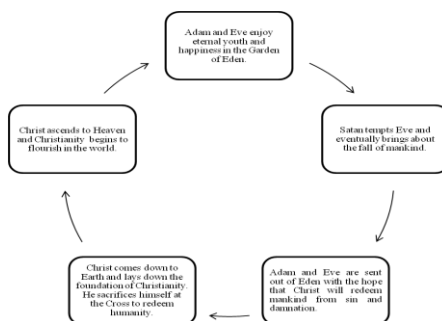 Adam and Eve enjoy
eternal youth and
happiness in the Garden
of Eden.
Satan tempts Eve and
eventually brings about
the fall of mankind.
Adam and Eve are sent
out of Eden with the hope
that Christ will redeem
mankind from sin and
damnation.
Christ comes down to
Earth and lays down the
foundation of Christianity.
He sacrifices himself at
the Cross to redeem
humanity.
Christ ascends to Heaven
and Christianity begins to
flourish in the world.